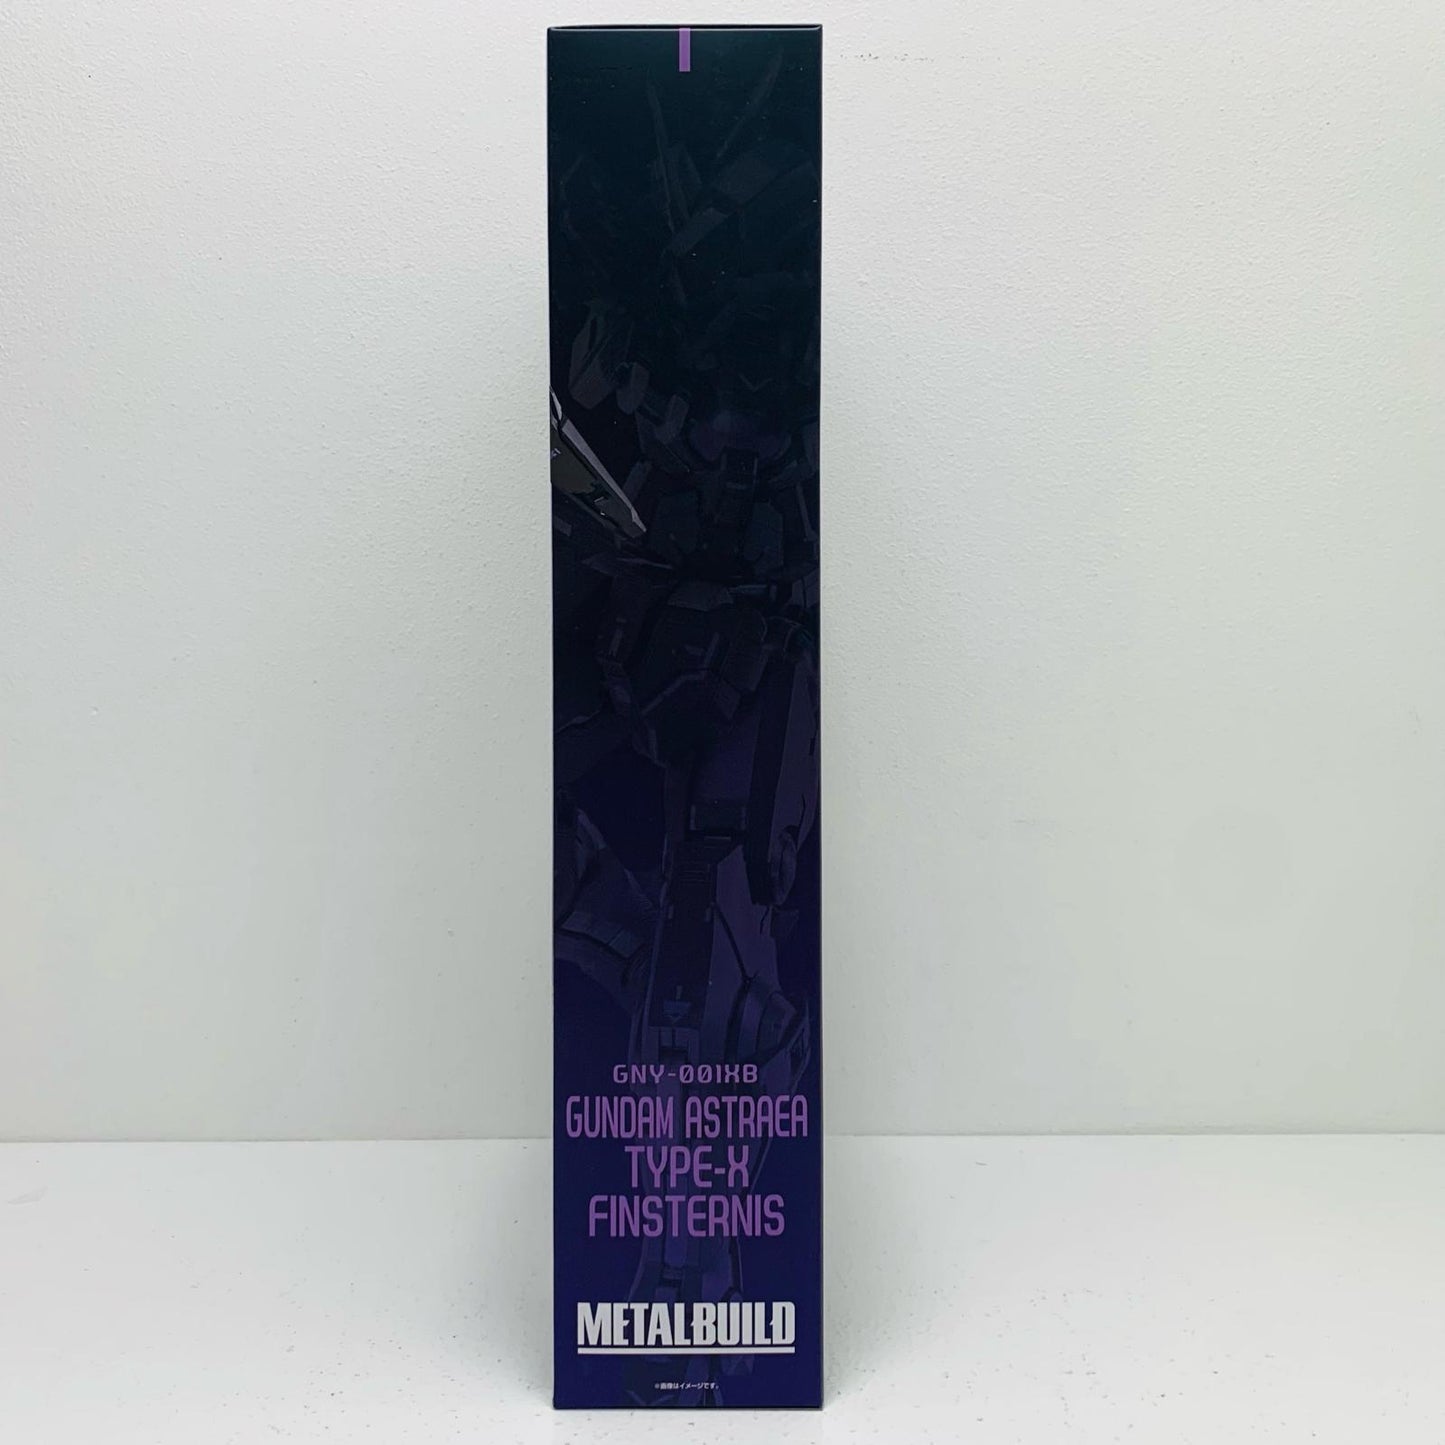 GNY-001XB
GUNDAM ASTRAEA
TYPE-X
FINSTERNIS
METALBUILD
※画像はイメージです。